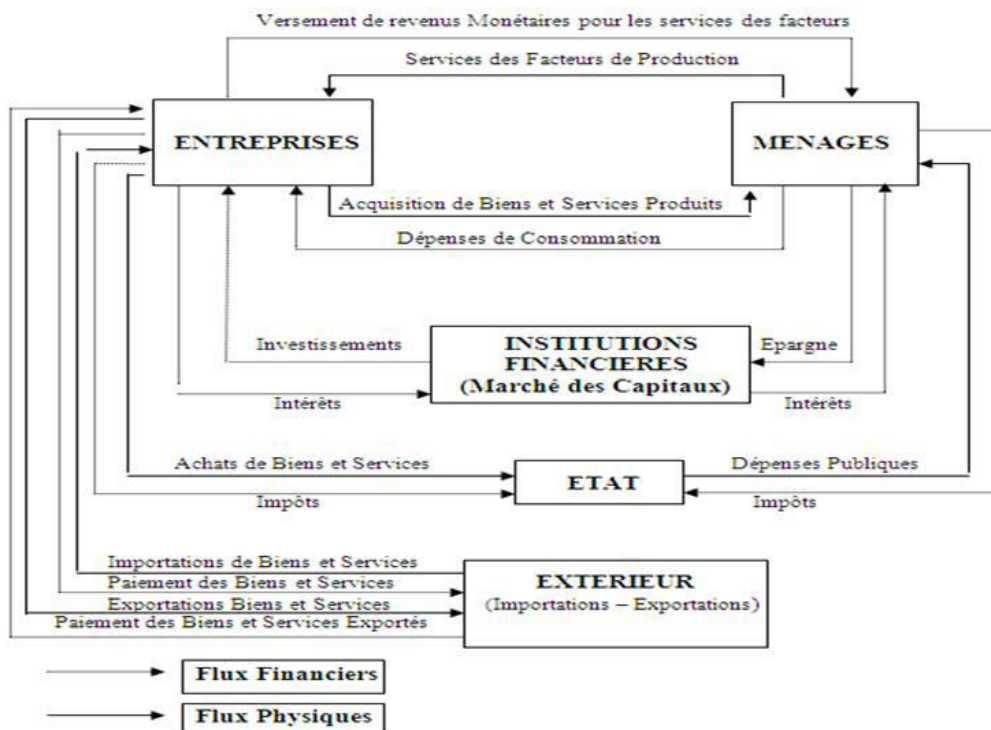 Versement de revenus Monétaires pour les services des facteurs
Services des Facteurs de Production
ENTREPRISES
MENAGES
Acquisition de Biens et Services Produits
Dépenses de Consommation
Investissements
INSTITUTIONS
FINANCIERES
(Marché des Capitaux)
Epargne
Intérêts
Intérêts
Achats de Biens et Services
ETAT
Dépenses Publiques
Impôts
Impôts
Importations de Biens et Services
Paiement des Biens et Services
Exportations Biens et Services
Paiement des Biens et Services Exportés
EXTERIEUR
(Importations – Exportations)
Flux Financiers
Flux Physiques